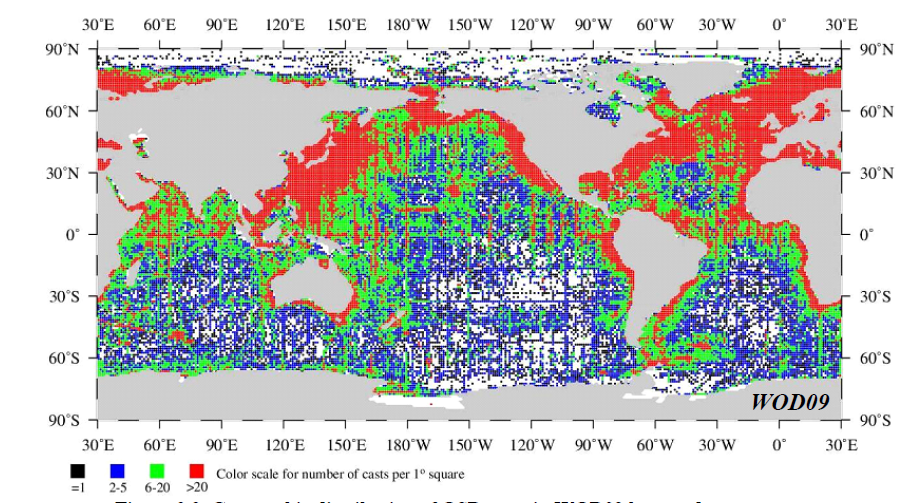 30°E 60°E 90°E 120°E 150°E 180°W 150°W 120°W 90°W 60°W 30°W 0° 30°E
90°N 90°N
60°N 60°N
30°N 30°N
0° 0°
30°S 30°S
60°S 60°S
WOD09
90°S 90°S
30°E 60°E 90°E 120°E 150°E 180°W 150°W 120°W 90°W 60°W 30°W 0° 30°E
Color scale for number of casts per 1° square
=1 2-5 6-20 >20